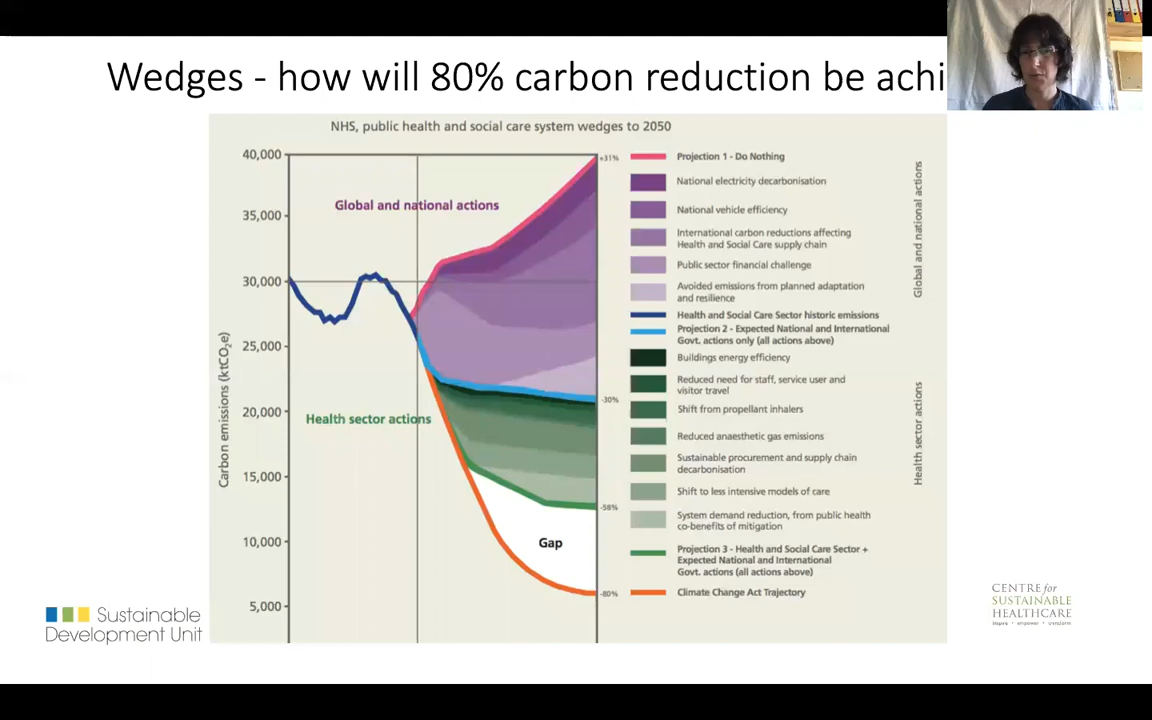 Wedges - how will 80% carbon reduction be achi
NHS, public health and social care system wedges to 2050
40,000
35,000
30,000
25,000
20,000
15,000
10,000
5,000
Carbon emissions (ktCO2e)
Global and national actions
Health sector actions
Gap
+31%
-30%
-58%
-80%
Projection 1 - Do Nothing
National electricity decarbonisation
National vehicle efficiency
International carbon reductions affecting
Health and Social Care supply chain
Public sector financial challenge
Avoided emissions from planned adaptation
and resilience
Health and Social Care Sector historic emissions
Projection 2 - Expected National and International
Govt. actions only (all actions above)
Buildings energy efficiency
Reduced need for staff, service user and
visitor travel
Shift from propellant inhalers
Reduced anaesthetic gas emissions
Sustainable procurement and supply chain
decarbonisation
Shift to less intensive models of care
System demand reduction, from public health
co-benefits of mitigation
Projection 3 - Health and Social Care Sector +
Expected National and International
Govt. actions (all actions above)
Climate Change Act Trajectory
Global and national actions
Health sector actions
Sustainable
Development Unit
CENTRE for
SUSTAINABLE
HEALTHCARE
inspire • empower • transform